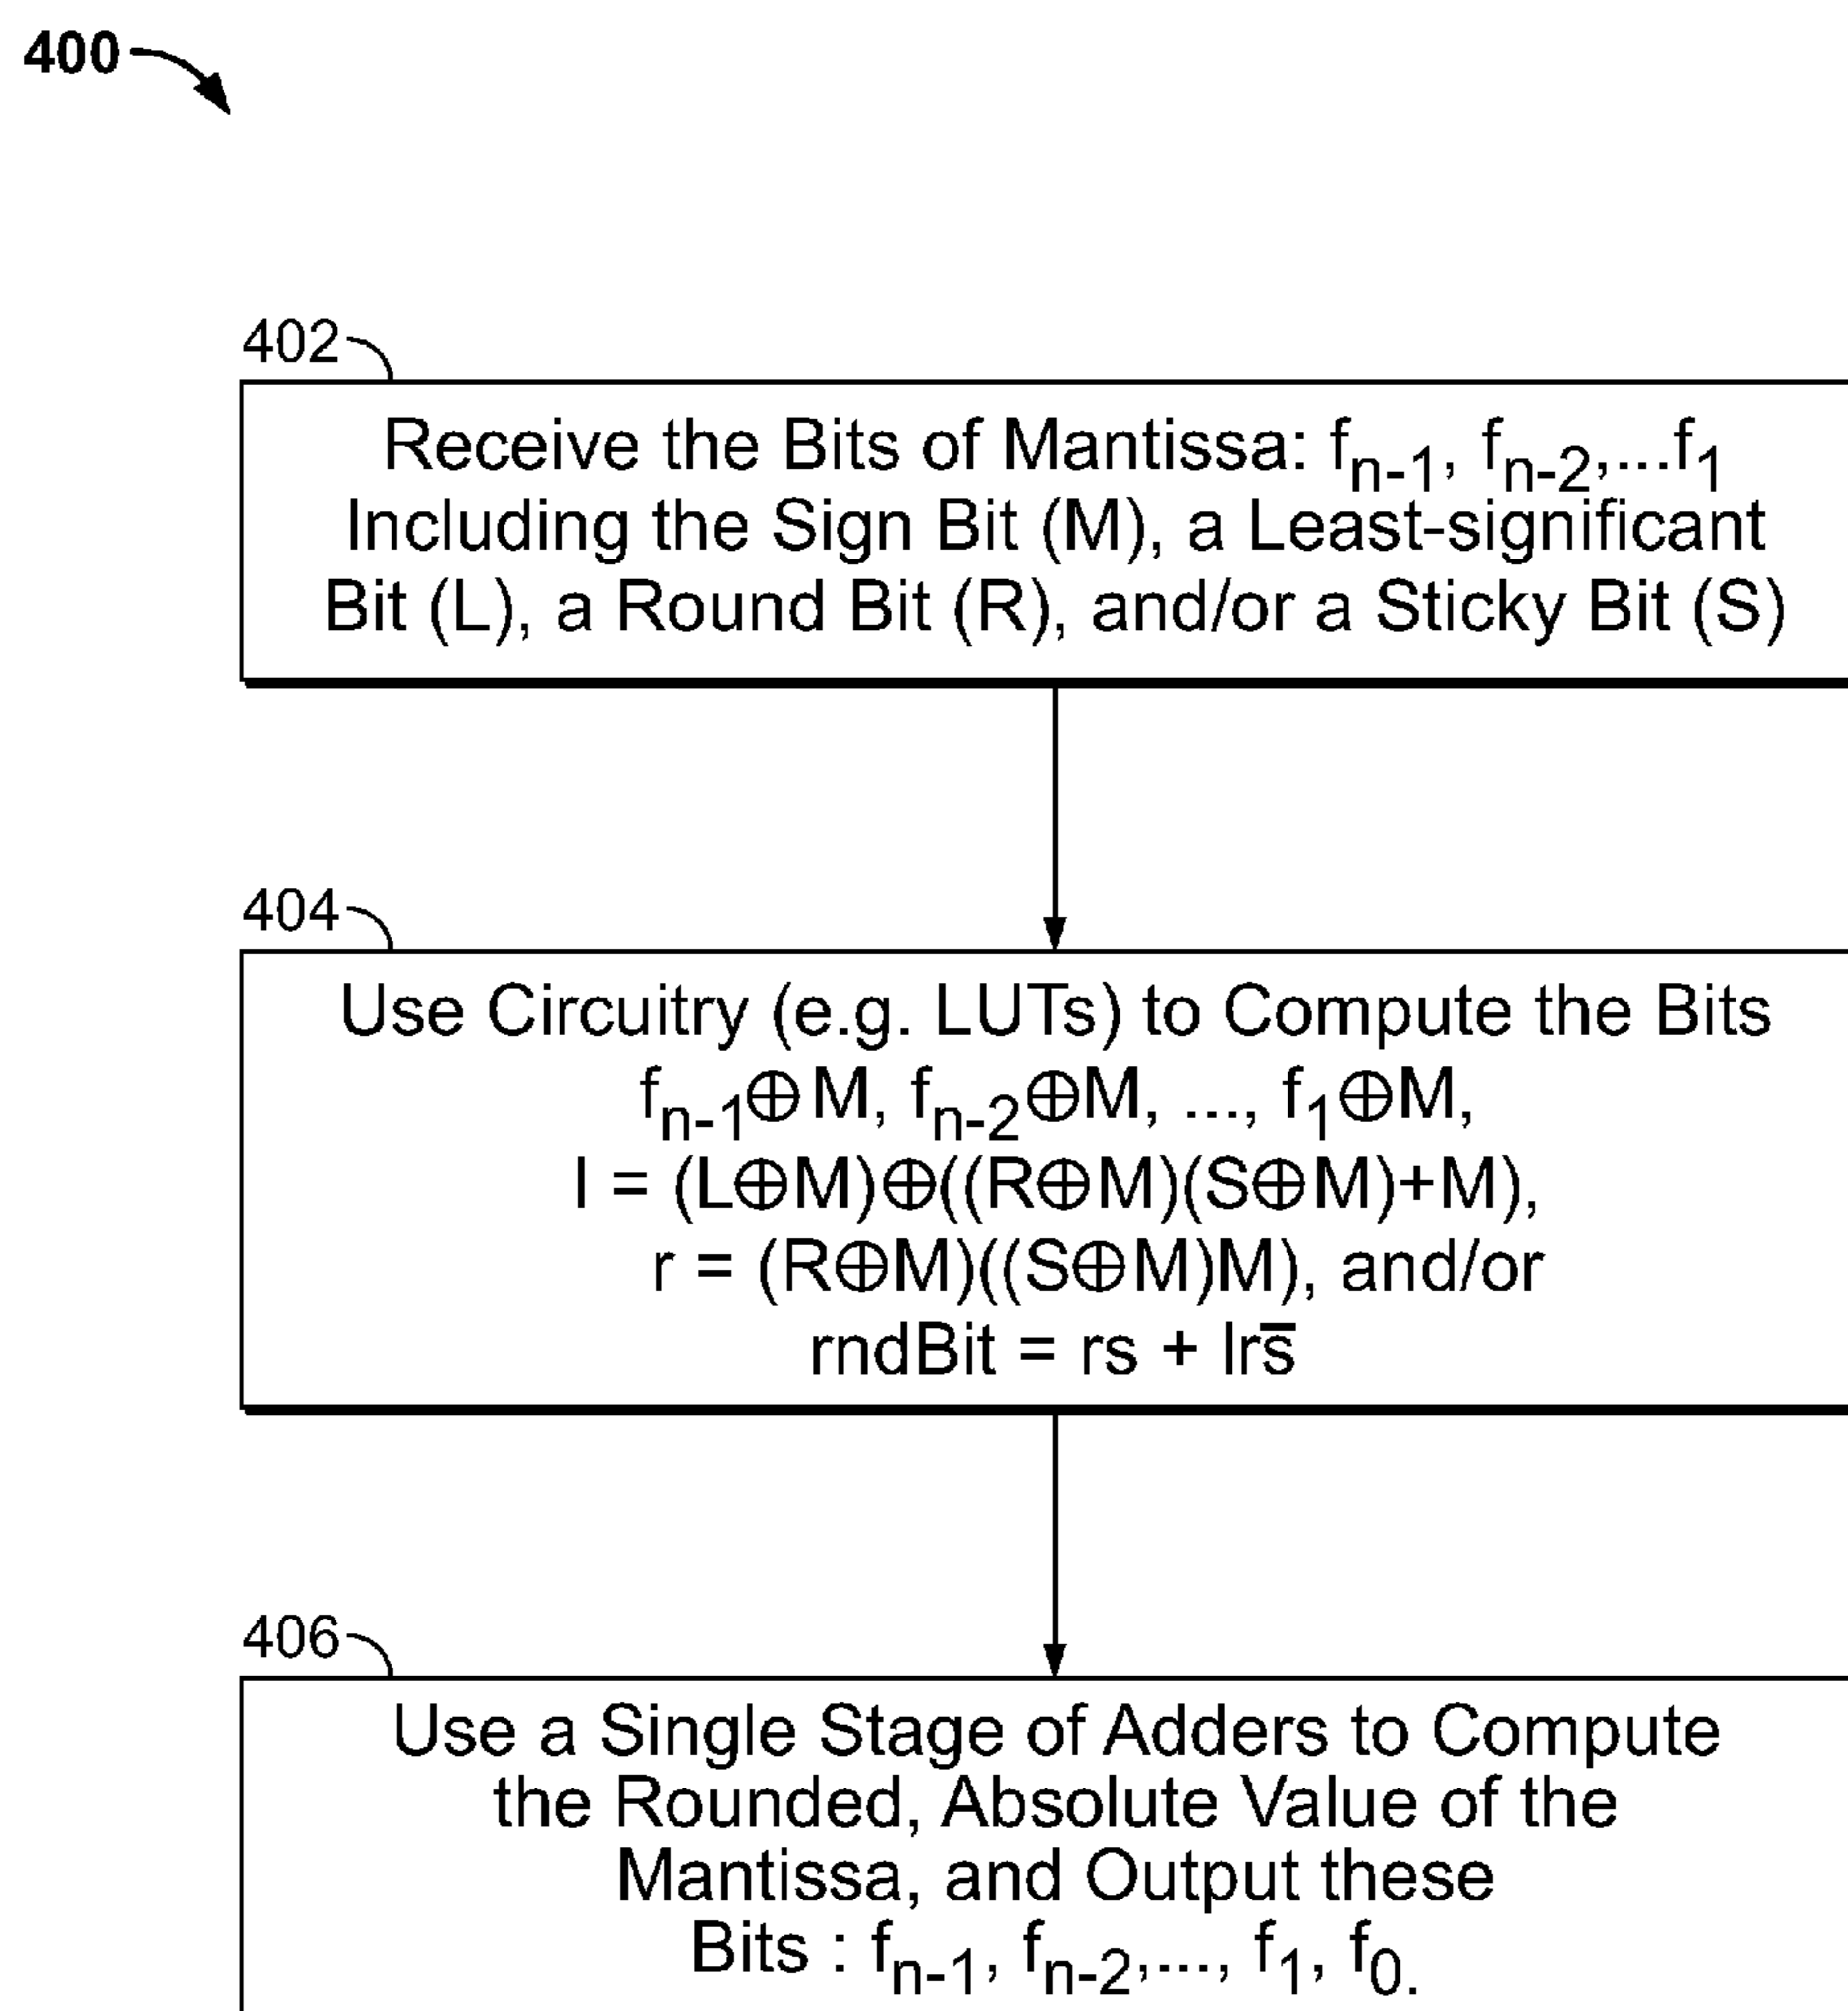 400
402
Receive the Bits of Mantissa: fn-1, fn-2,...f1
Including the Sign Bit (M), a Least-significant
Bit (L), a Round Bit (R), and/or a Sticky Bit (S)
404
Use Circuitry (e.g. LUTs) to Compute the Bits
fn-1⊕M, fn-2⊕M, ..., f1⊕M,
l = (L⊕M)⊕((R⊕M)(S⊕M)+M),
r = (R⊕M)((S⊕M)M), and/or
rndBit = rs + lrs̅
406
Use a Single Stage of Adders to Compute
the Rounded, Absolute Value of the
Mantissa, and Output these
Bits : fn-1, fn-2,..., f1, f0.